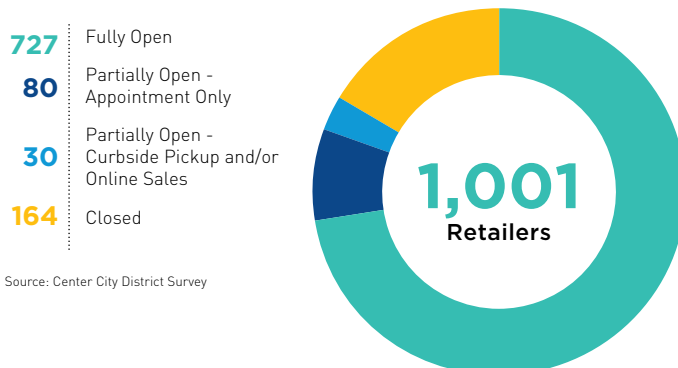 727 Fully Open
80 Partially Open -
Appointment Only
30 Partially Open -
Curbside Pickup and/or
Online Sales
164 Closed
Source: Center City District Survey
1,001
Retailers